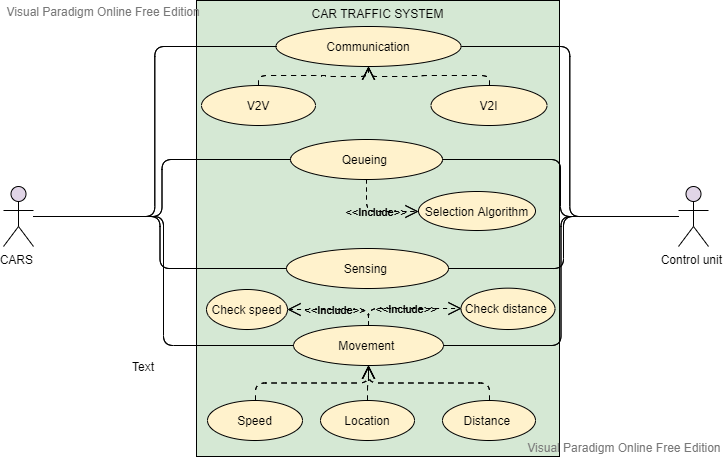 Visual Paradigm Online Free Edition
CAR TRAFFIC SYSTEM
Communication
V2V
V2I
Queueing
<<Include>>
Selection Algorithm
CARS
Control unit
Sensing
Check speed
<<Include>>
<<Include>>
Check distance
Movement
Text
Speed
Location
Distance
Visual Paradigm Online Free Edition